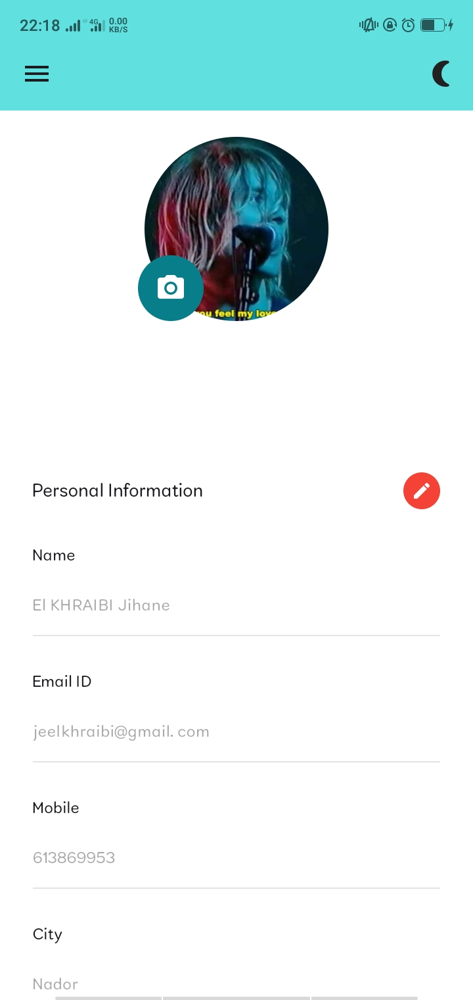 22:18 4G 0.00 KB/S
you feel my love
Personal Information
Name
El KHRAIBI Jihane
Email ID
jeelkhraibi@gmail. com
Mobile
613869953
City
Nador